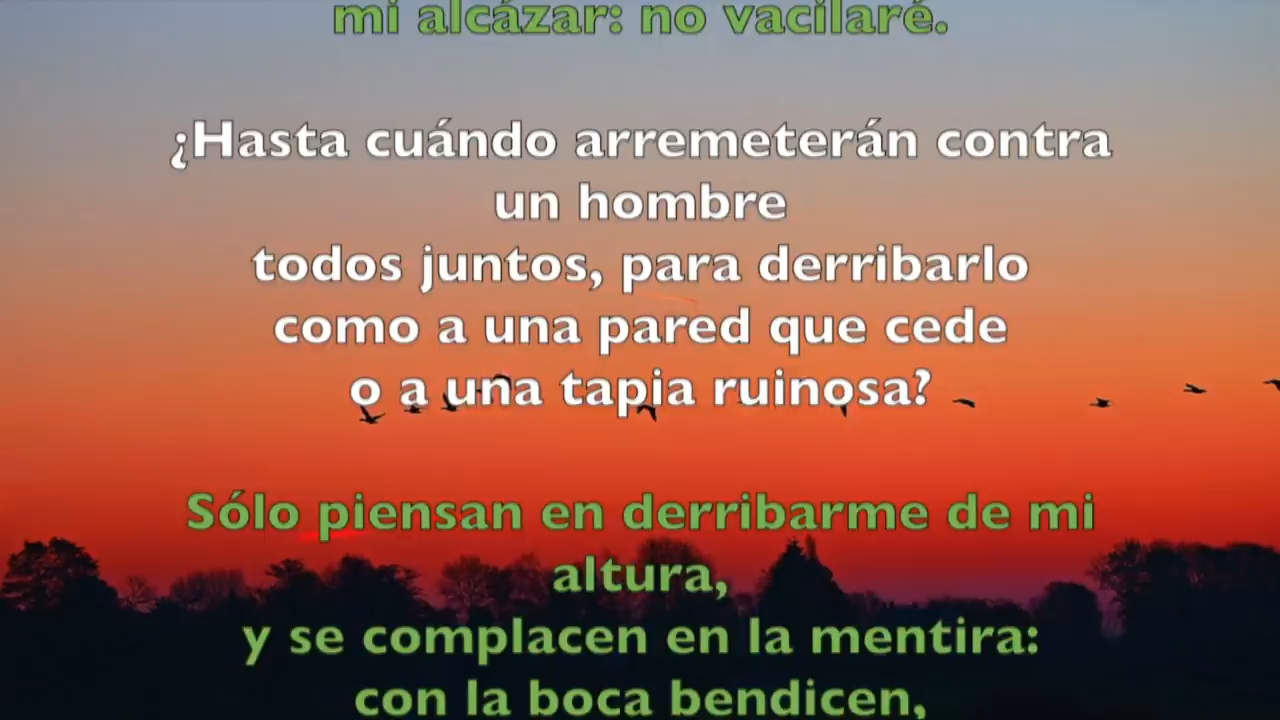 mi alcázar: no vacilaré.
¿Hasta cuándo arremeterán contra
un hombre
todos juntos, para derribarlo
como a una pared que cede
o a una tapia ruinosa?
Sólo piensan en derribarme de mi
altura,
y se complacen en la mentira:
con la boca bendicen,